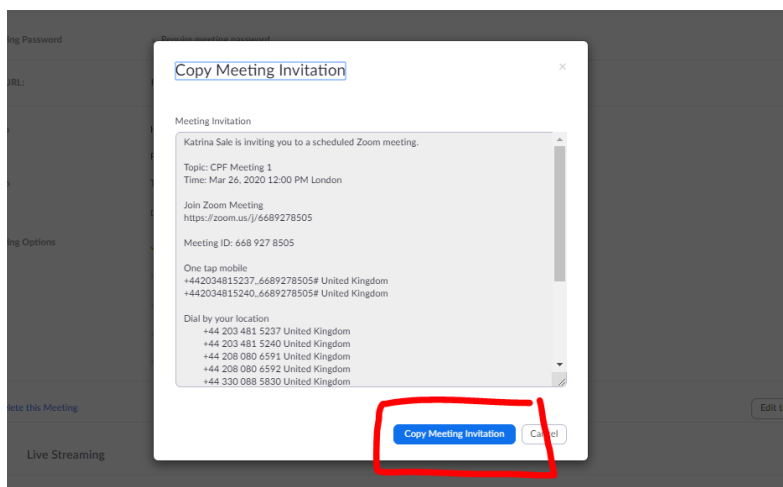 ing Password
Require meeting password
URL:
Copy Meeting Invitation
×
Meeting Invitation
Katrina Sale is inviting you to a scheduled Zoom meeting.
Topic: CPF Meeting 1
Time: Mar 26, 2020 12:00 PM London
Join Zoom Meeting
https://zoom.us/j/6689278505
Meeting ID: 668 927 8505
One tap mobile
+442034815237,,6689278505# United Kingdom
+442034815240,,6689278505# United Kingdom
Dial by your location
+44 203 481 5237 United Kingdom
+44 203 481 5240 United Kingdom
+44 208 080 6591 United Kingdom
+44 208 080 6592 United Kingdom
+44 330 088 5830 United Kingdom
ing Options
lete this Meeting
Edit t
Copy Meeting Invitation
Cancel
Live Streaming